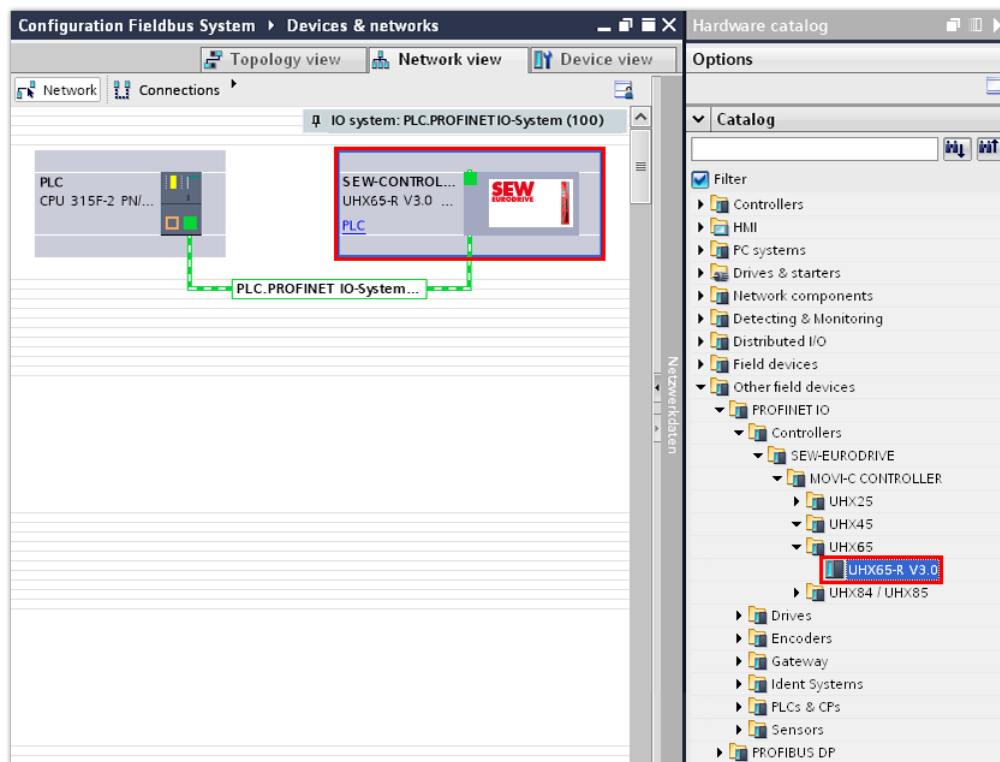 Configuration Fieldbus System ▸ Devices & networks
Topology view
Network view
Device view
Network
Connections
IO system: PLC.PROFINET IO-System (100)
PLC
CPU 315F-2 PN/...
SEW-CONTROL...
UHX65-R V3.0 ...
PLC
SEW
EURODRIVE
PLC.PROFINET IO-System...
Netzwerkdaten
Hardware catalog
Options
Catalog
Filter
Controllers
HMI
PC systems
Drives & starters
Network components
Detecting & Monitoring
Distributed I/O
Field devices
Other field devices
PROFINET IO
Controllers
SEW-EURODRIVE
MOVI-C CONTROLLER
UHX25
UHX45
UHX65
UHX65-R V3.0
UHX84 / UHX85
Drives
Encoders
Gateway
Ident Systems
PLCs & CPs
Sensors
PROFIBUS DP